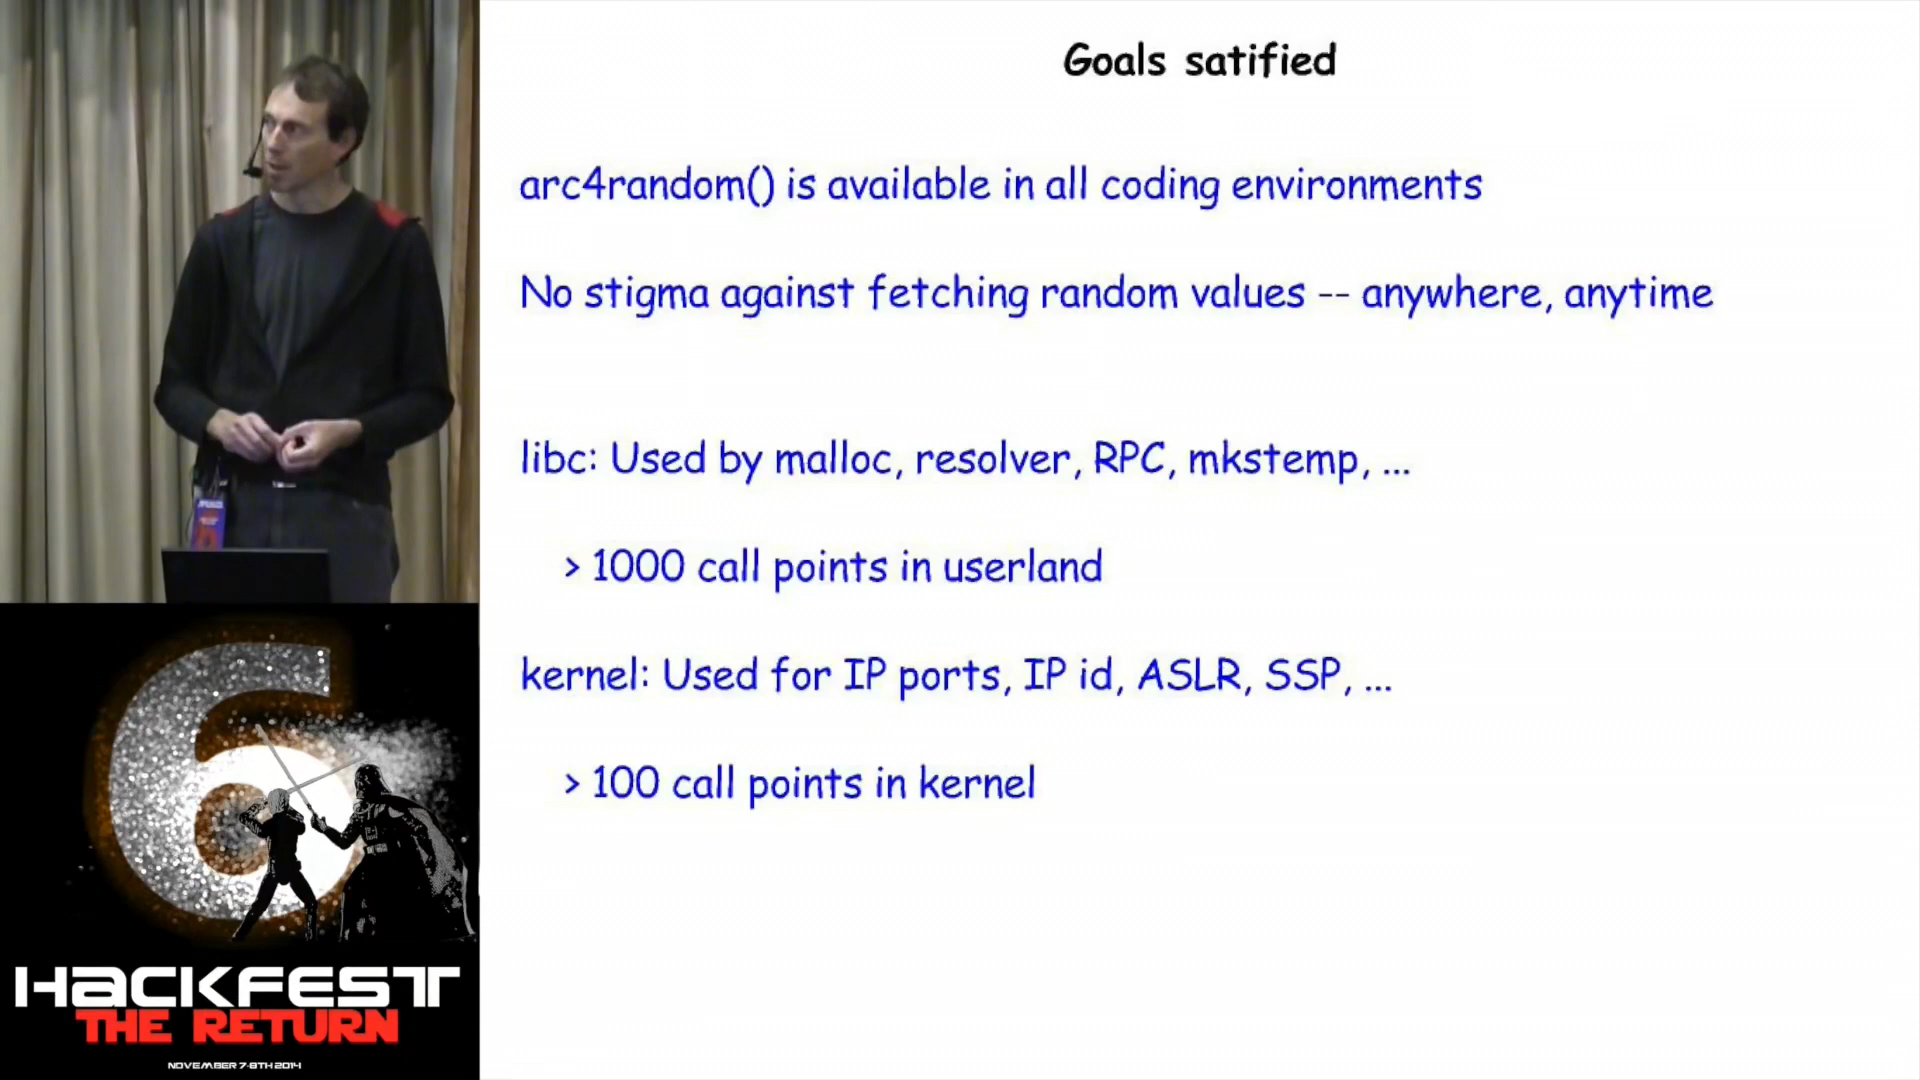 Goals satified
arc4random() is available in all coding environments
No stigma against fetching random values -- anywhere, anytime
libc: Used by malloc, resolver, RPC, mkstemp, ...
> 1000 call points in userland
kernel: Used for IP ports, IP id, ASLR, SSP, ...
> 100 call points in kernel
6
HACKFEST
THE RETURN
NOVEMBER 7-8TH 2014